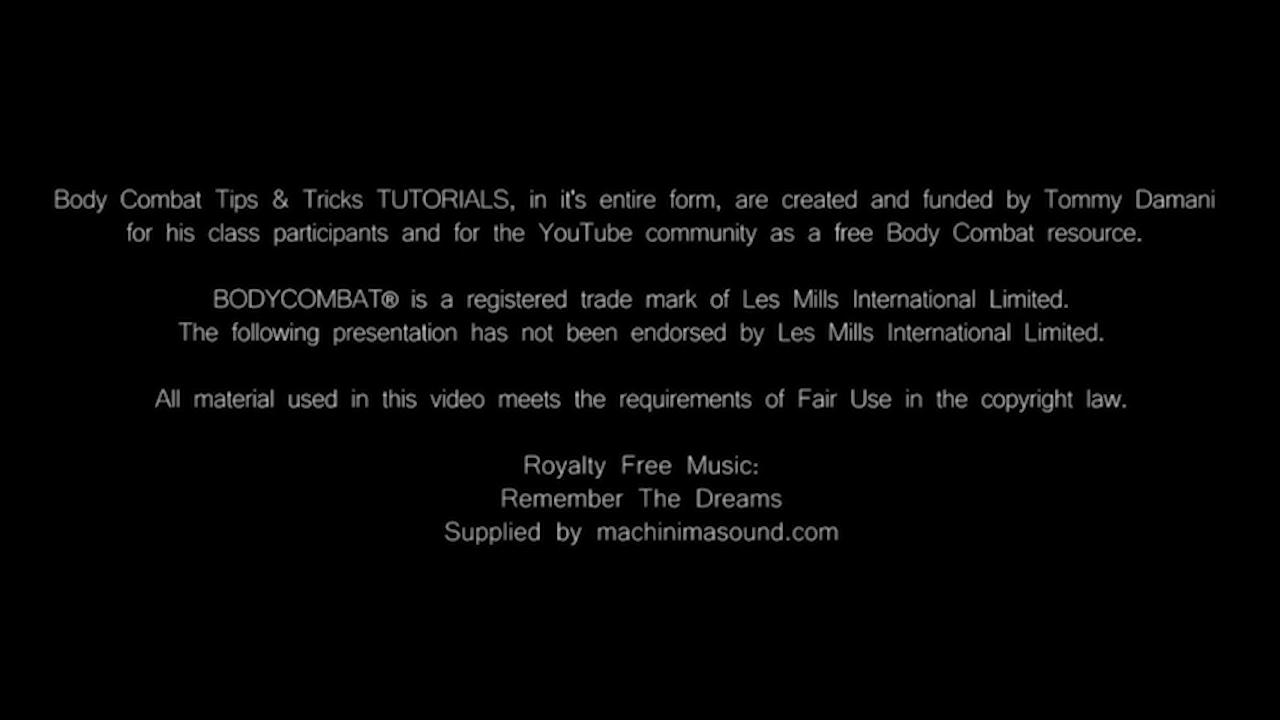 Body Combat Tips & Tricks TUTORIALS, in it's entire form, are created and funded by Tommy Damani
for his class participants and for the YouTube community as a free Body Combat resource.
BODYCOMBAT® is a registered trade mark of Les Mills International Limited.
The following presentation has not been endorsed by Les Mills International Limited.
All material used in this video meets the requirements of Fair Use in the copyright law.
Royalty Free Music:
Remember The Dreams
Supplied by machinimasound.com